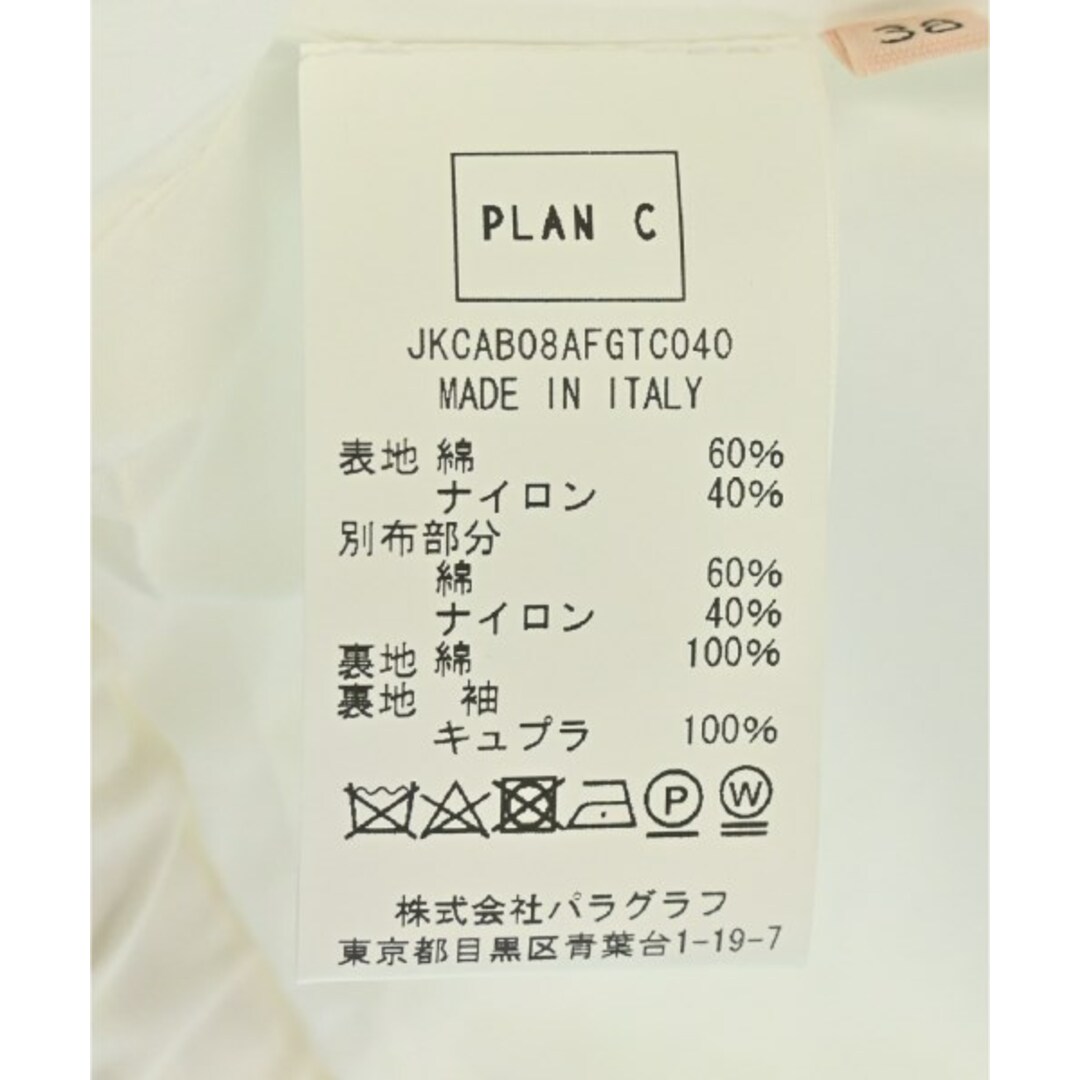 38
PLAN C
JKCAB08AFGTC040
MADE IN ITALY
表地 綿 60%
ナイロン 40%
別布部分
綿 60%
ナイロン 40%
裏地 綿 100%
裏地 袖
キュプラ 100%
P W
株式会社パラグラフ
東京都目黒区青葉台1-19-7